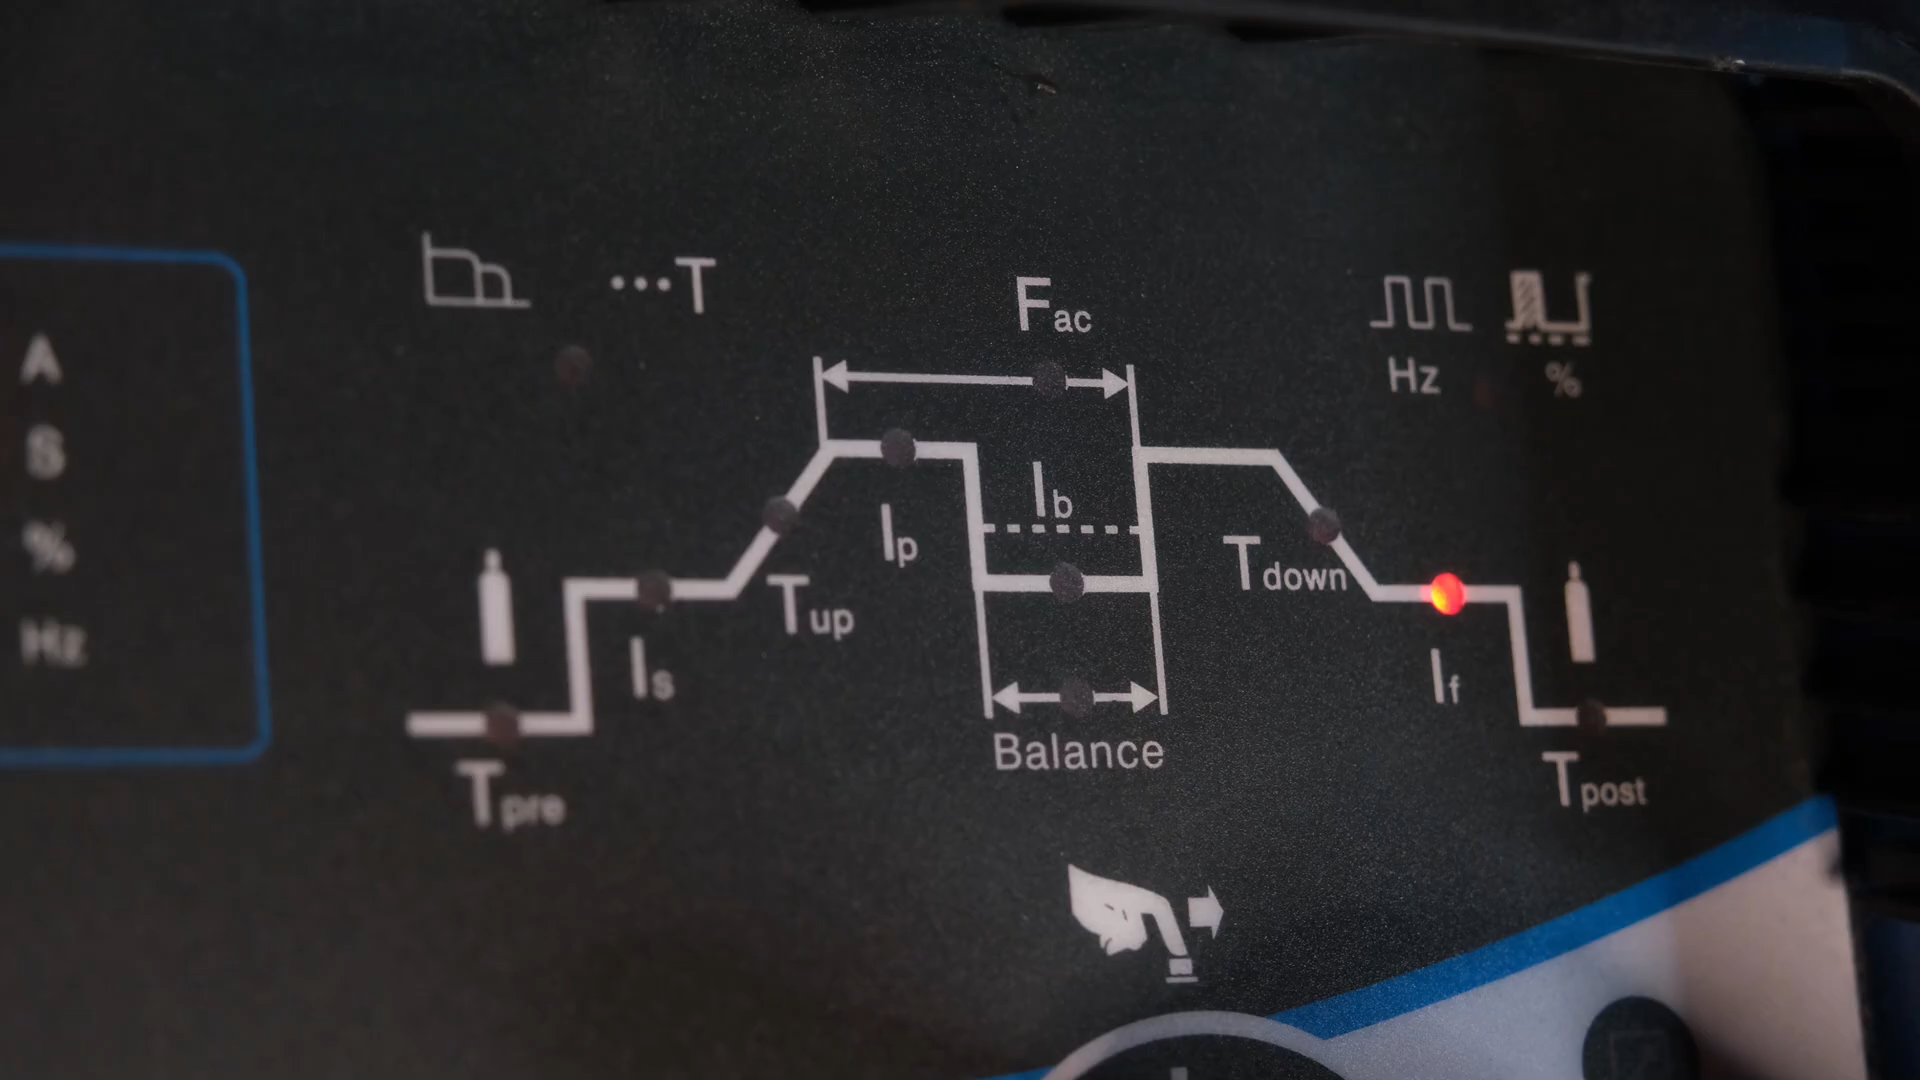 A
S
%
Hz
...T
Fac
Hz
%
Ib
Ip
Tup
Tdown
Is
If
Tpre
Balance
Tpost